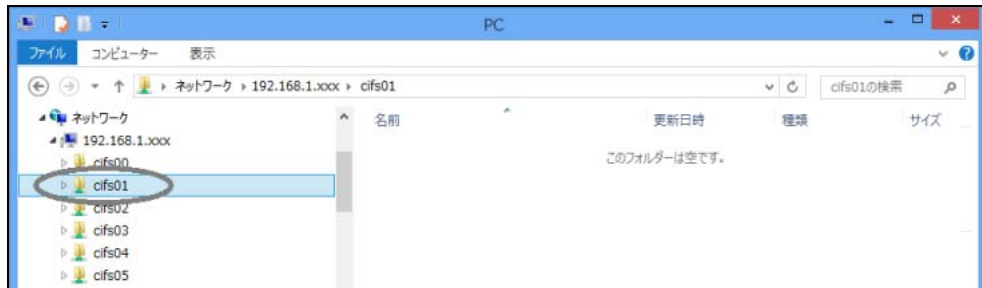 PC
ファイル コンピューター 表示
ネットワーク 192.168.1.xxx cifs01 cifs01の検索
ネットワーク 名前 更新日時 種類 サイズ
192.168.1.xxx
cifs00 このフォルダーは空です。
cifs01
cifs02
cifs03
cifs04
cifs05